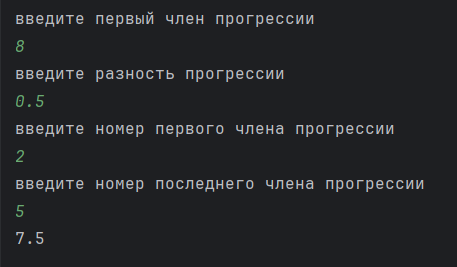 введите первый член прогрессии
8
введите разность прогрессии
0.5
введите номер первого члена прогрессии
2
введите номер последнего члена прогрессии
5
7.5